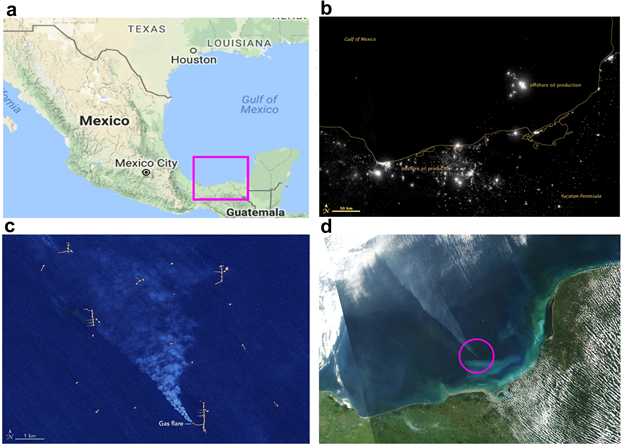 a
TEXAS
LOUISIANA
Houston
Gulf of
Mexico
Mexico
Mexico City
Guatemala
b
Gulf of Mexico
offshore oil production
Yucatan Peninsula
N
50 km
c
Gas flare
N
1 km
d